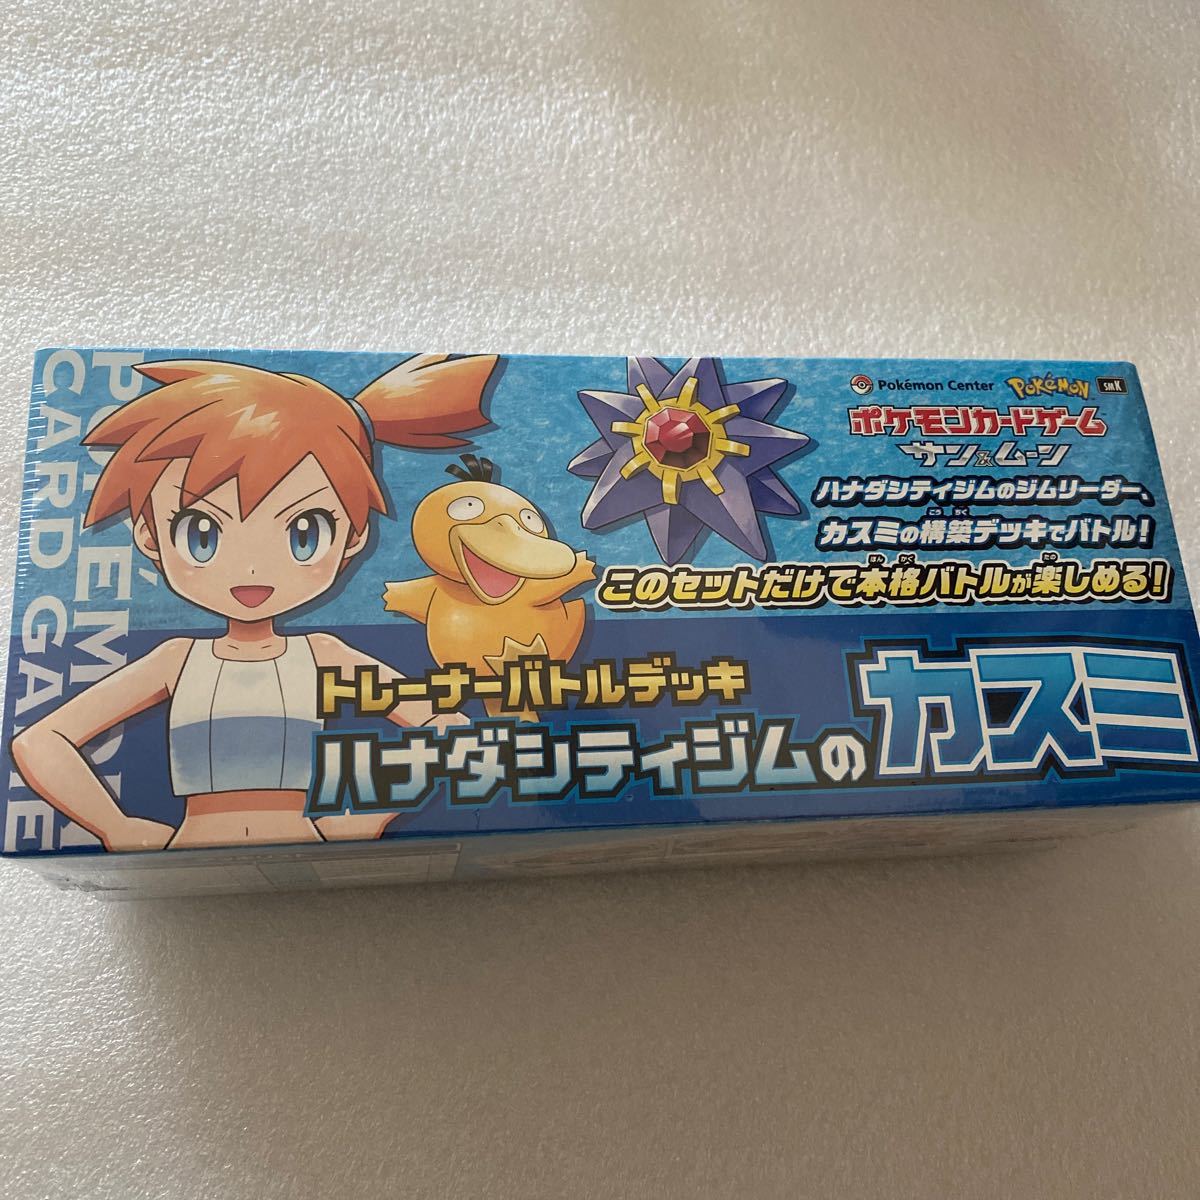 Pokémon Center POKÉMON SMK
ポケモンカードゲーム
サン&ムーン
ハナダシティジムのジムリーダー、
カスミの構築デッキでバトル!
このセットだけで本格バトルが楽しめる!
トレーナーバトルデッキ
ハナダシティジムのカスミ
POKÉMON
CARD GAME